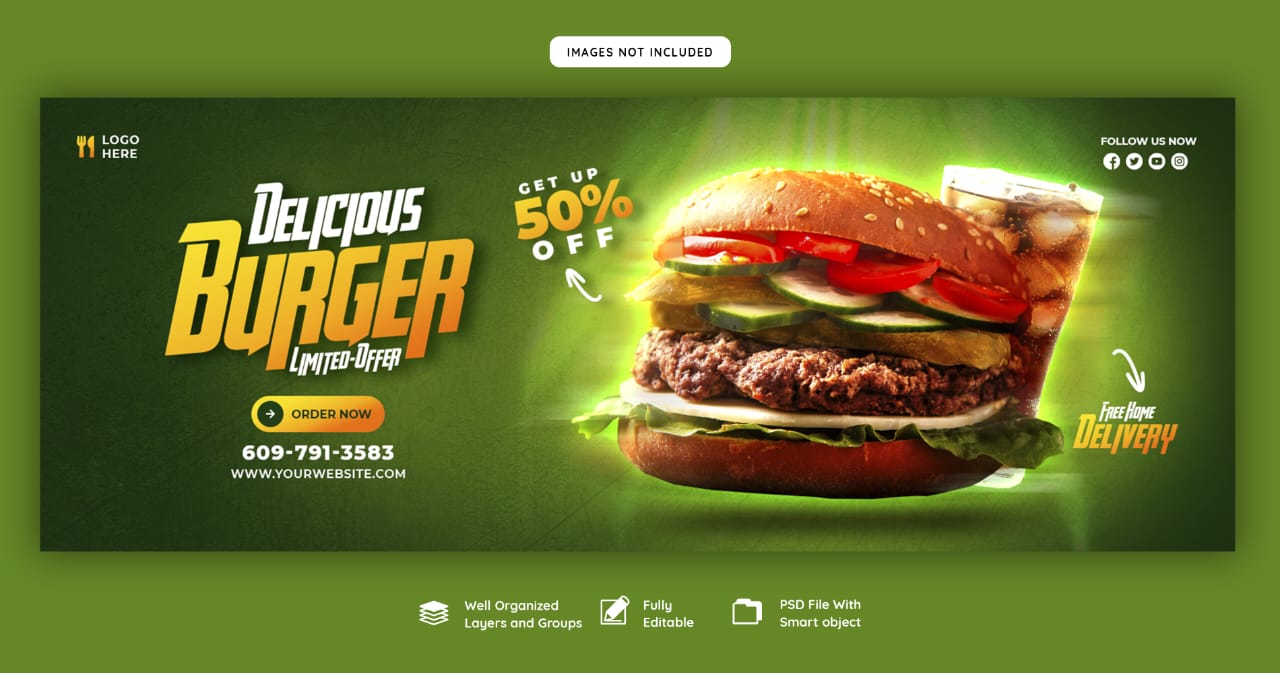 IMAGES NOT INCLUDED
LOGO
HERE
FOLLOW US NOW
DELICIOUS
BURGER
LIMITED-OFFER
GET UP
50%
OFF
ORDER NOW
609-791-3583
WWW.YOURWEBSITE.COM
FREE HOME
DELIVERY
Well Organized
Layers and Groups
Fully
Editable
PSD File With
Smart object